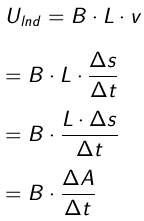 U_Ind = B · L · v
= B · L · Δs/Δt
= B · L · Δs/Δt
= B · ΔA/Δt